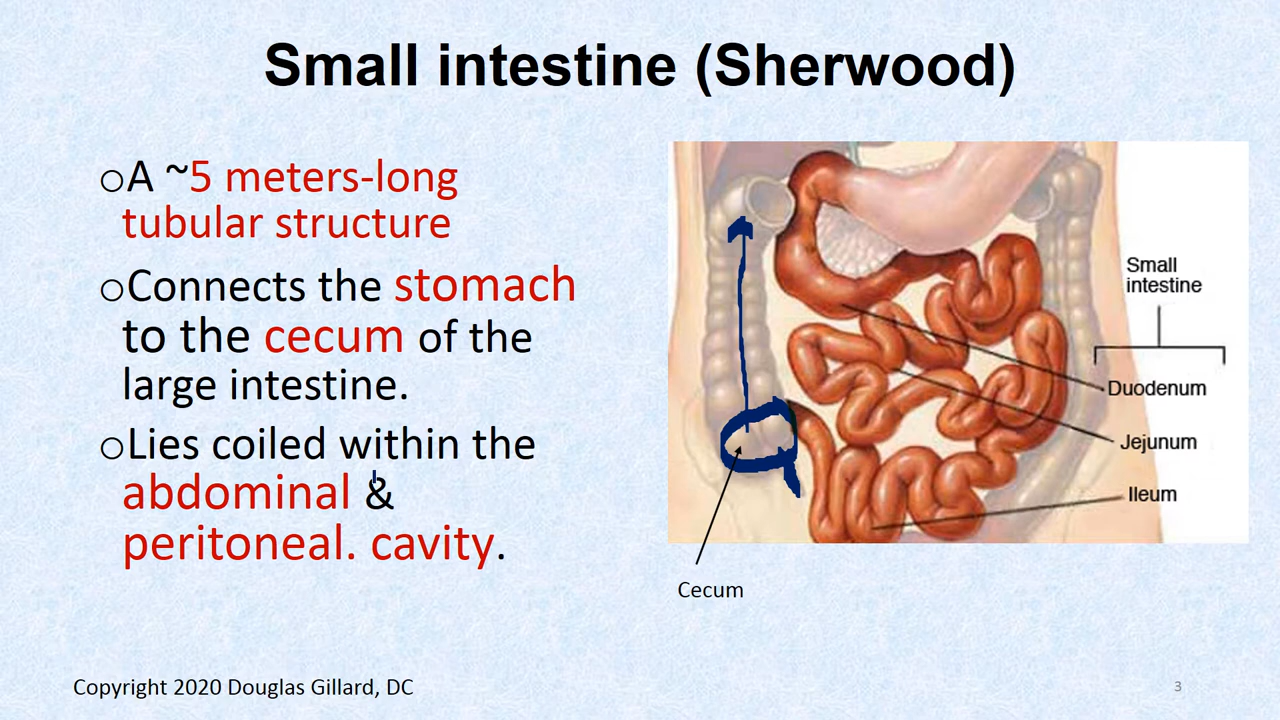 Small intestine (Sherwood)
oA ~5 meters-long
tubular structure
oConnects the stomach
to the cecum of the
large intestine.
oLies coiled within the
abdominal &
peritoneal. cavity.
Small
intestine
Duodenum
Jejunum
Ileum
Cecum
Copyright 2020 Douglas Gillard, DC
3